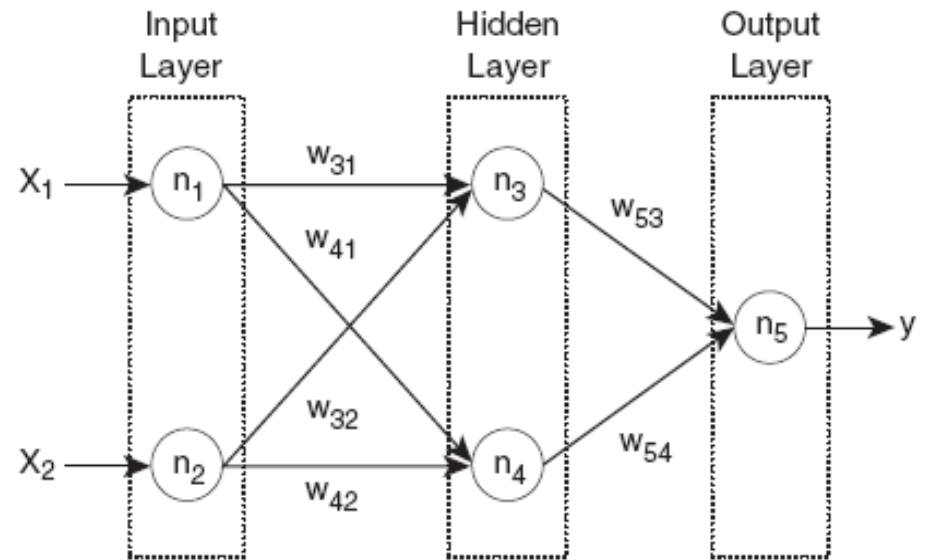 Input
Layer
Hidden
Layer
Output
Layer
X₁
n₁
w₃₁
n₃
w₄₁
w₅₃
n₅
y
w₃₂
X₂
n₂
w₄₂
n₄
w₅₄